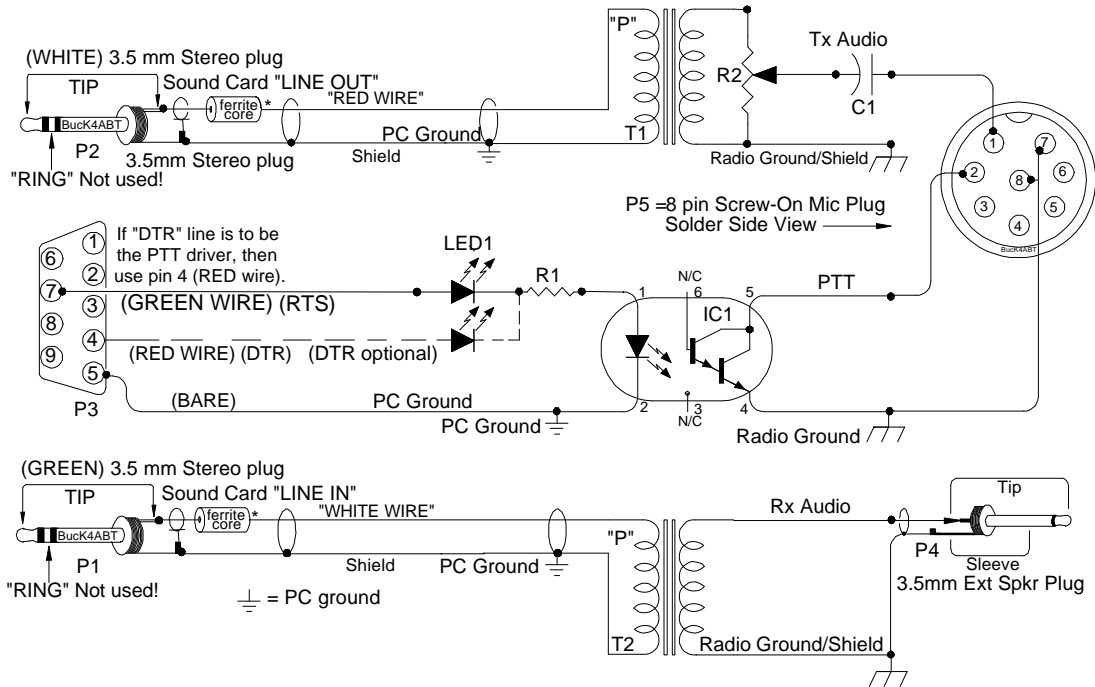 (WHITE) 3.5 mm Stereo plug
TIP
Sound Card "LINE OUT"
ferrite
core
*
"RED WIRE"
BucK4ABT
P2
3.5mm Stereo plug
"RING" Not used!
PC Ground
Shield
"P"
T1
R2
Tx Audio
C1
Radio Ground/Shield
1
7
2
8
6
3
5
4
BucK4ABT
P5 =8 pin Screw-On Mic Plug
Solder Side View
1
6
2
7
3
8
4
9
5
P3
If "DTR" line is to be
the PTT driver, then
use pin 4 (RED wire).
(GREEN WIRE) (RTS)
(RED WIRE) (DTR)
(DTR optional)
(BARE)
PC Ground
PC Ground
LED1
R1
1
N/C
6
5
IC1
2
N/C
3
4
PTT
Radio Ground
(GREEN) 3.5 mm Stereo plug
TIP
Sound Card "LINE IN"
ferrite
core
*
"WHITE WIRE"
BucK4ABT
P1
"RING" Not used!
Shield
PC Ground
= PC ground
"P"
T2
Rx Audio
Radio Ground/Shield
Tip
P4
Sleeve
3.5mm Ext Spkr Plug